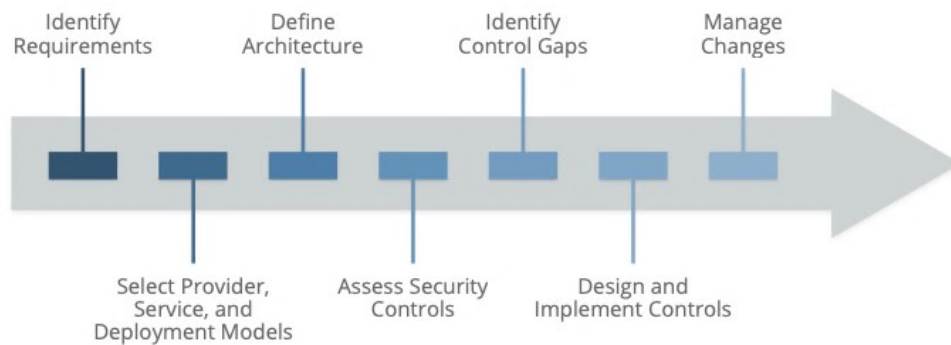 Identify
Requirements
Define
Architecture
Identify
Control Gaps
Manage
Changes
Select Provider,
Service, and
Deployment Models
Assess Security
Controls
Design and
Implement Controls